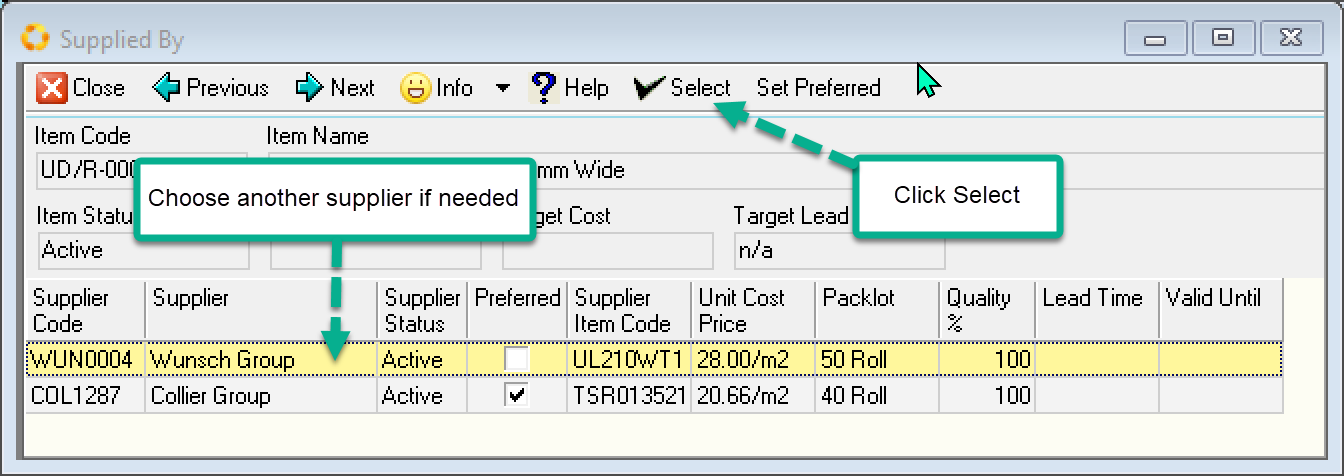 Supplied By
Close Previous Next Info Help Select Set Preferred
Item Code Item Name
UD/R-000 mm Wide
Choose another supplier if needed
Click Select
Item Statu get Cost Target Lead
Active n/a
Supplier Code Supplier Supplier Status Preferred Supplier Item Code Unit Cost Price Packlot Quality % Lead Time Valid Until
WUN0004 Wunsch Group Active UL210WT1 28.00/m2 50 Roll 100
COL1287 Collier Group Active TSR013521 20.66/m2 40 Roll 100